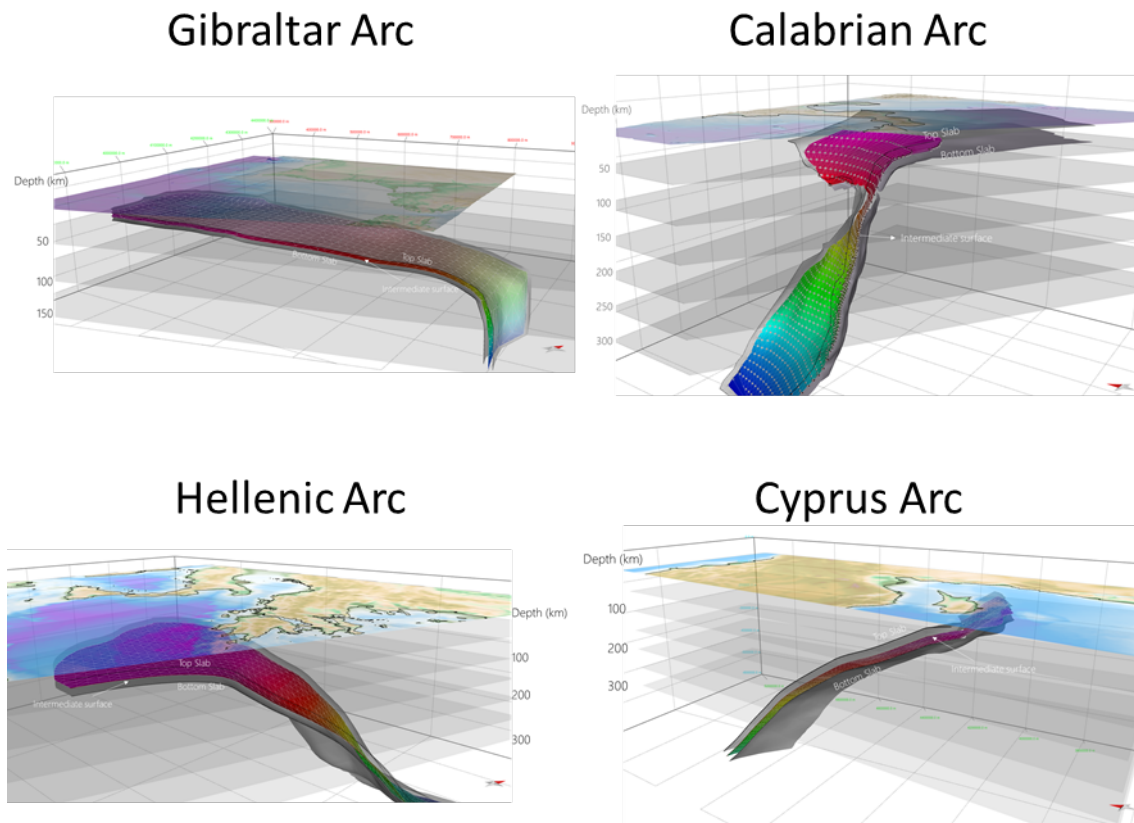 Gibraltar Arc
Depth (km)
50
100
150
Bottom Slab
Top Slab
Intermediate surface
Calabrian Arc
Depth (km)
50
100
150
200
250
300
Top Slab
Bottom Slab
Intermediate surface
Hellenic Arc
Depth (km)
100
200
300
Top Slab
Bottom Slab
Intermediate surface
Cyprus Arc
Depth (km)
100
200
300
Top Slab
Bottom Slab
Intermediate surface